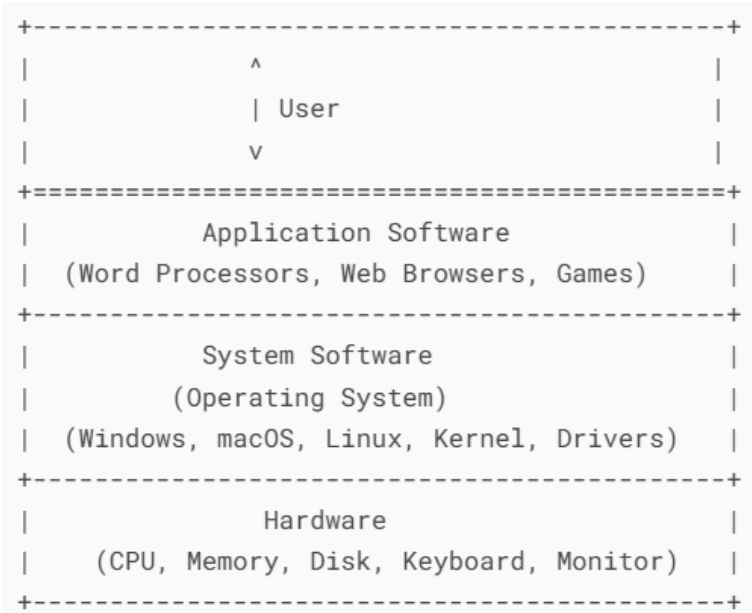 +---------------------------------------------+
|              ^                              |
|              | User                         |
|              v                              |
+=============================================+
|           Application Software              |
|  (Word Processors, Web Browsers, Games)     |
+---------------------------------------------+
|           System Software                   |
|         (Operating System)                  |
|  (Windows, macOS, Linux, Kernel, Drivers)   |
+---------------------------------------------+
|               Hardware                      |
|    (CPU, Memory, Disk, Keyboard, Monitor)   |
+---------------------------------------------+